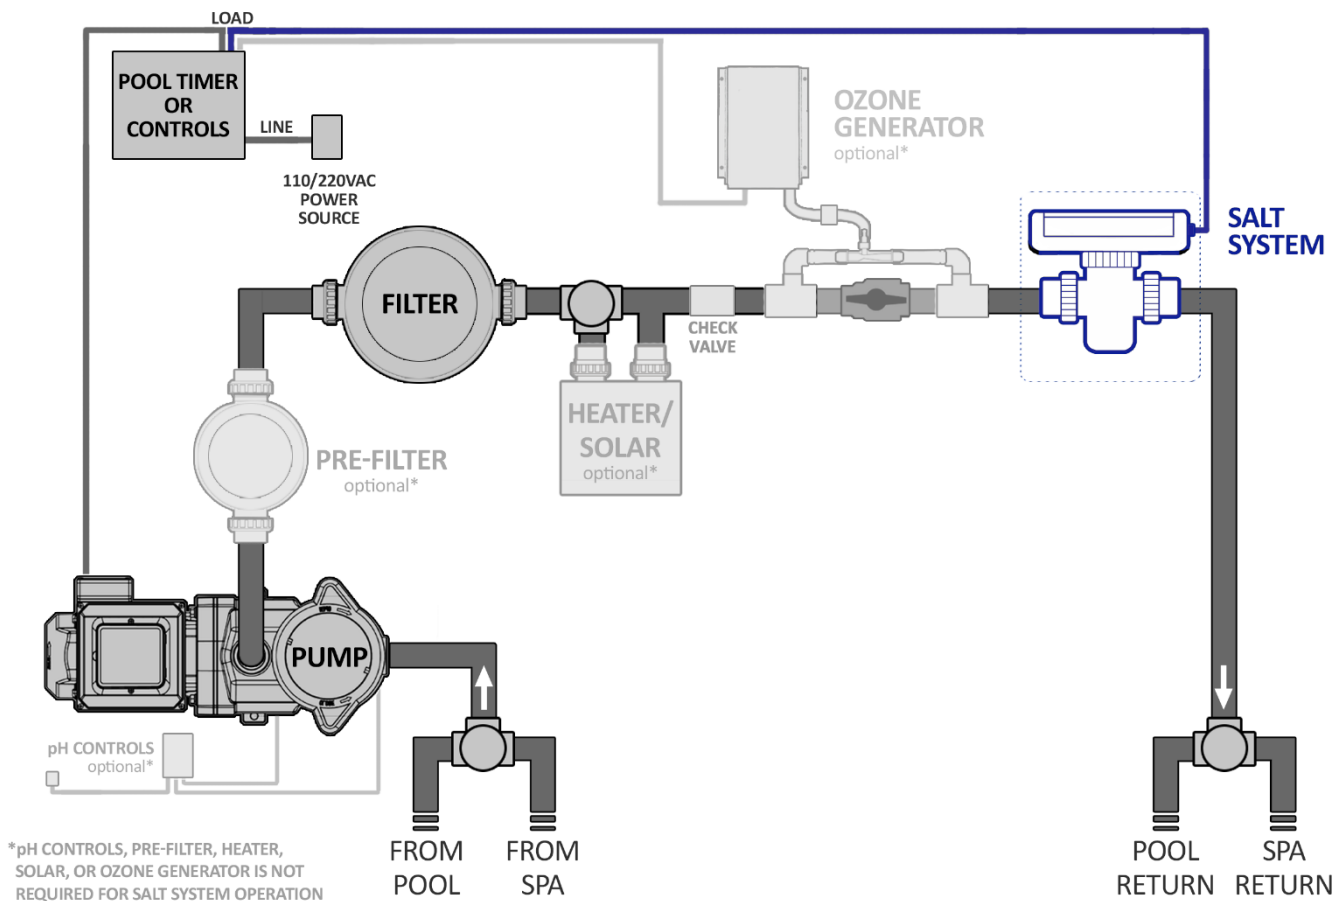 LOAD
POOL TIMER
OR
CONTROLS
LINE
110/220VAC
POWER
SOURCE
OZONE
GENERATOR
optional*
SALT
SYSTEM
FILTER
CHECK
VALVE
HEATER/
SOLAR
optional*
PRE-FILTER
optional*
PUMP
pH CONTROLS
optional*
*pH CONTROLS, PRE-FILTER, HEATER,
SOLAR, OR OZONE GENERATOR IS NOT
REQUIRED FOR SALT SYSTEM OPERATION
FROM
POOL
FROM
SPA
POOL
RETURN
SPA
RETURN